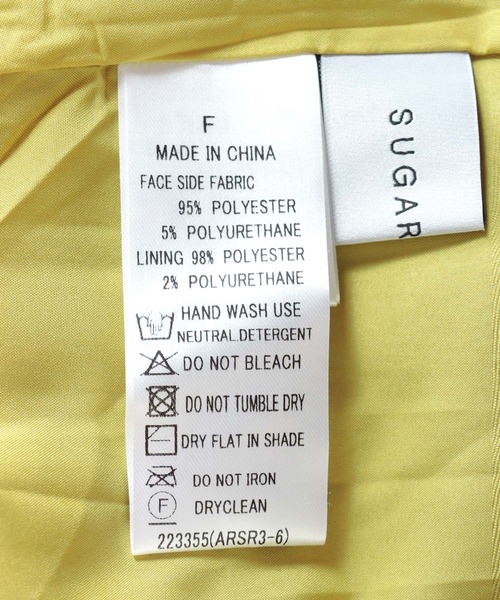 F
MADE IN CHINA
FACE SIDE FABRIC
95% POLYESTER
5% POLYURETHANE
LINING 98% POLYESTER
2% POLYURETHANE
HAND WASH USE
NEUTRAL.DETERGENT
DO NOT BLEACH
DO NOT TUMBLE DRY
DRY FLAT IN SHADE
DO NOT IRON
F DRYCLEAN
223355(ARSR3-6)
SUGAR